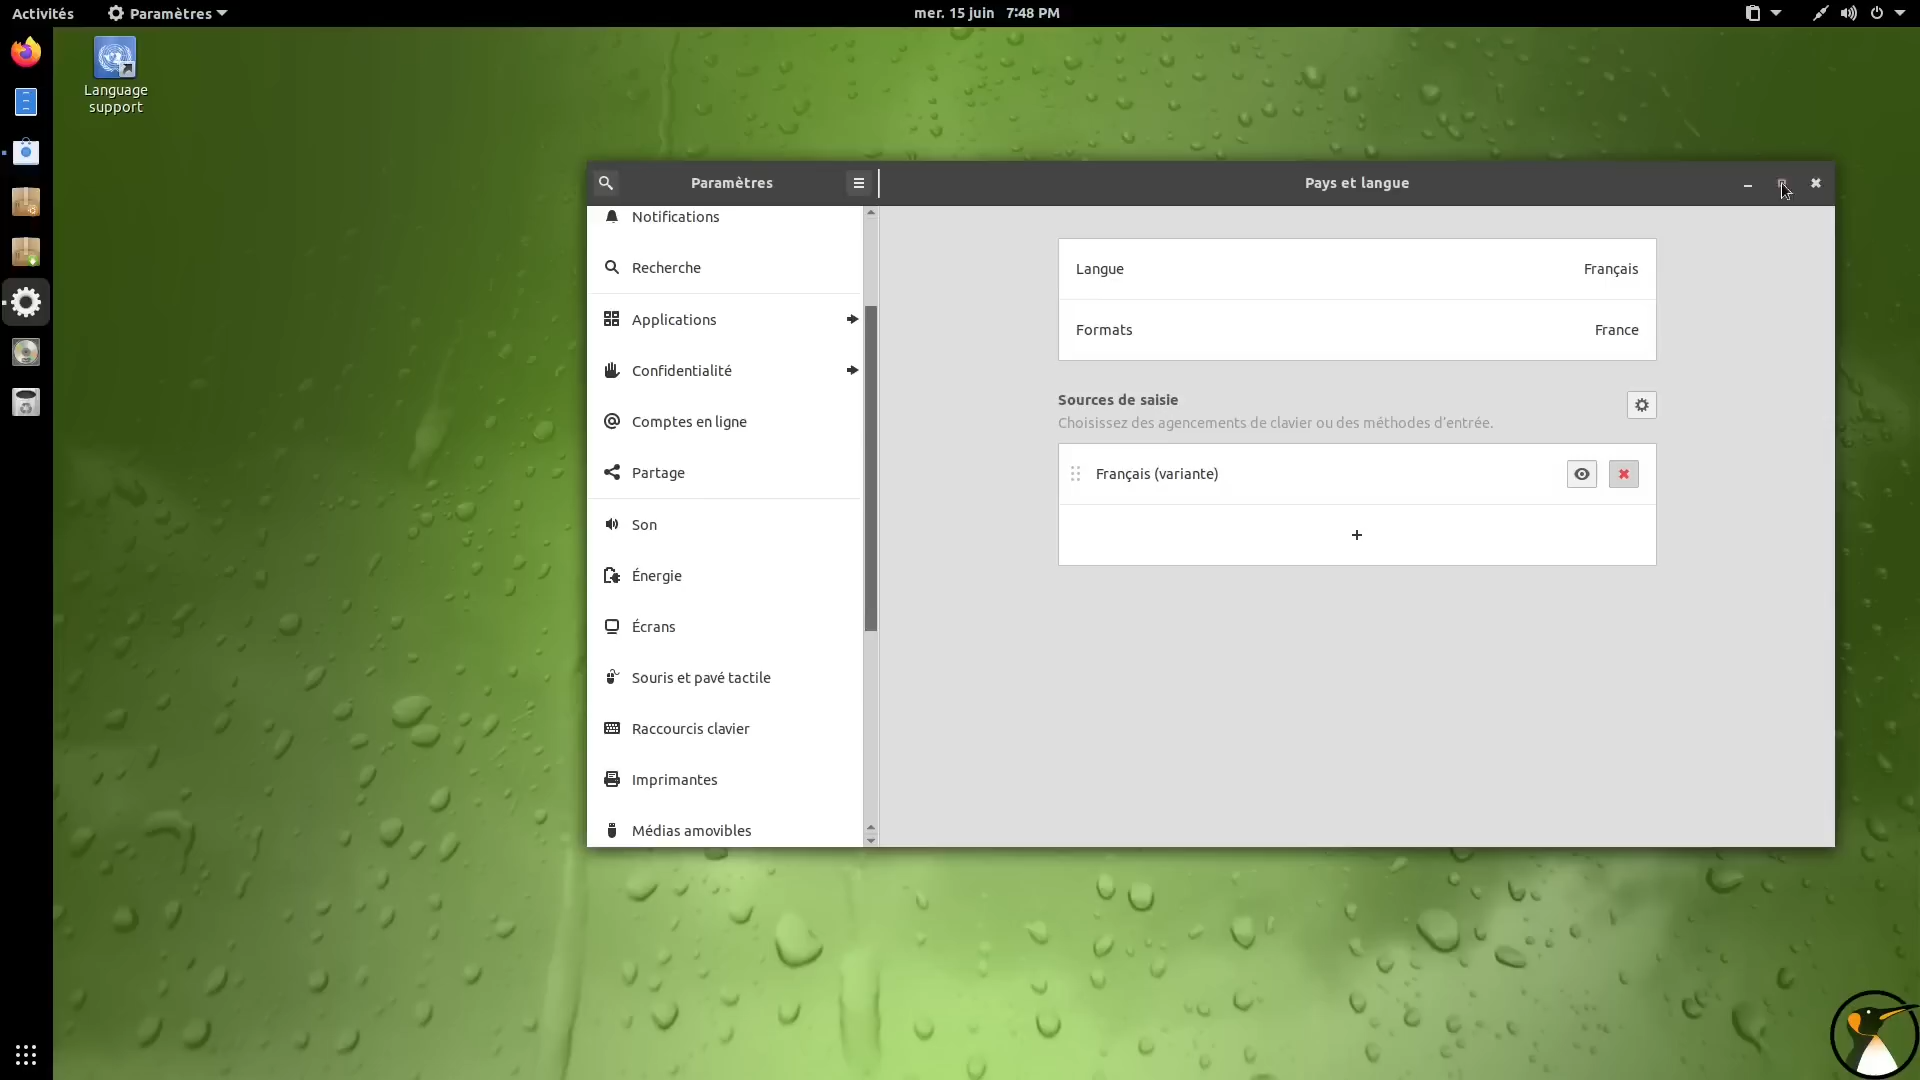 Activités
Paramètres
mer. 15 juin 7:48 PM
Language
support
Paramètres
Pays et langue
Notifications
Recherche
Applications
Confidentialité
Comptes en ligne
Partage
Son
Énergie
Écrans
Souris et pavé tactile
Raccourcis clavier
Imprimantes
Médias amovibles
Langue Français
Formats France
Sources de saisie
Choisissez des agencements de clavier ou des méthodes d'entrée.
Français (variante)